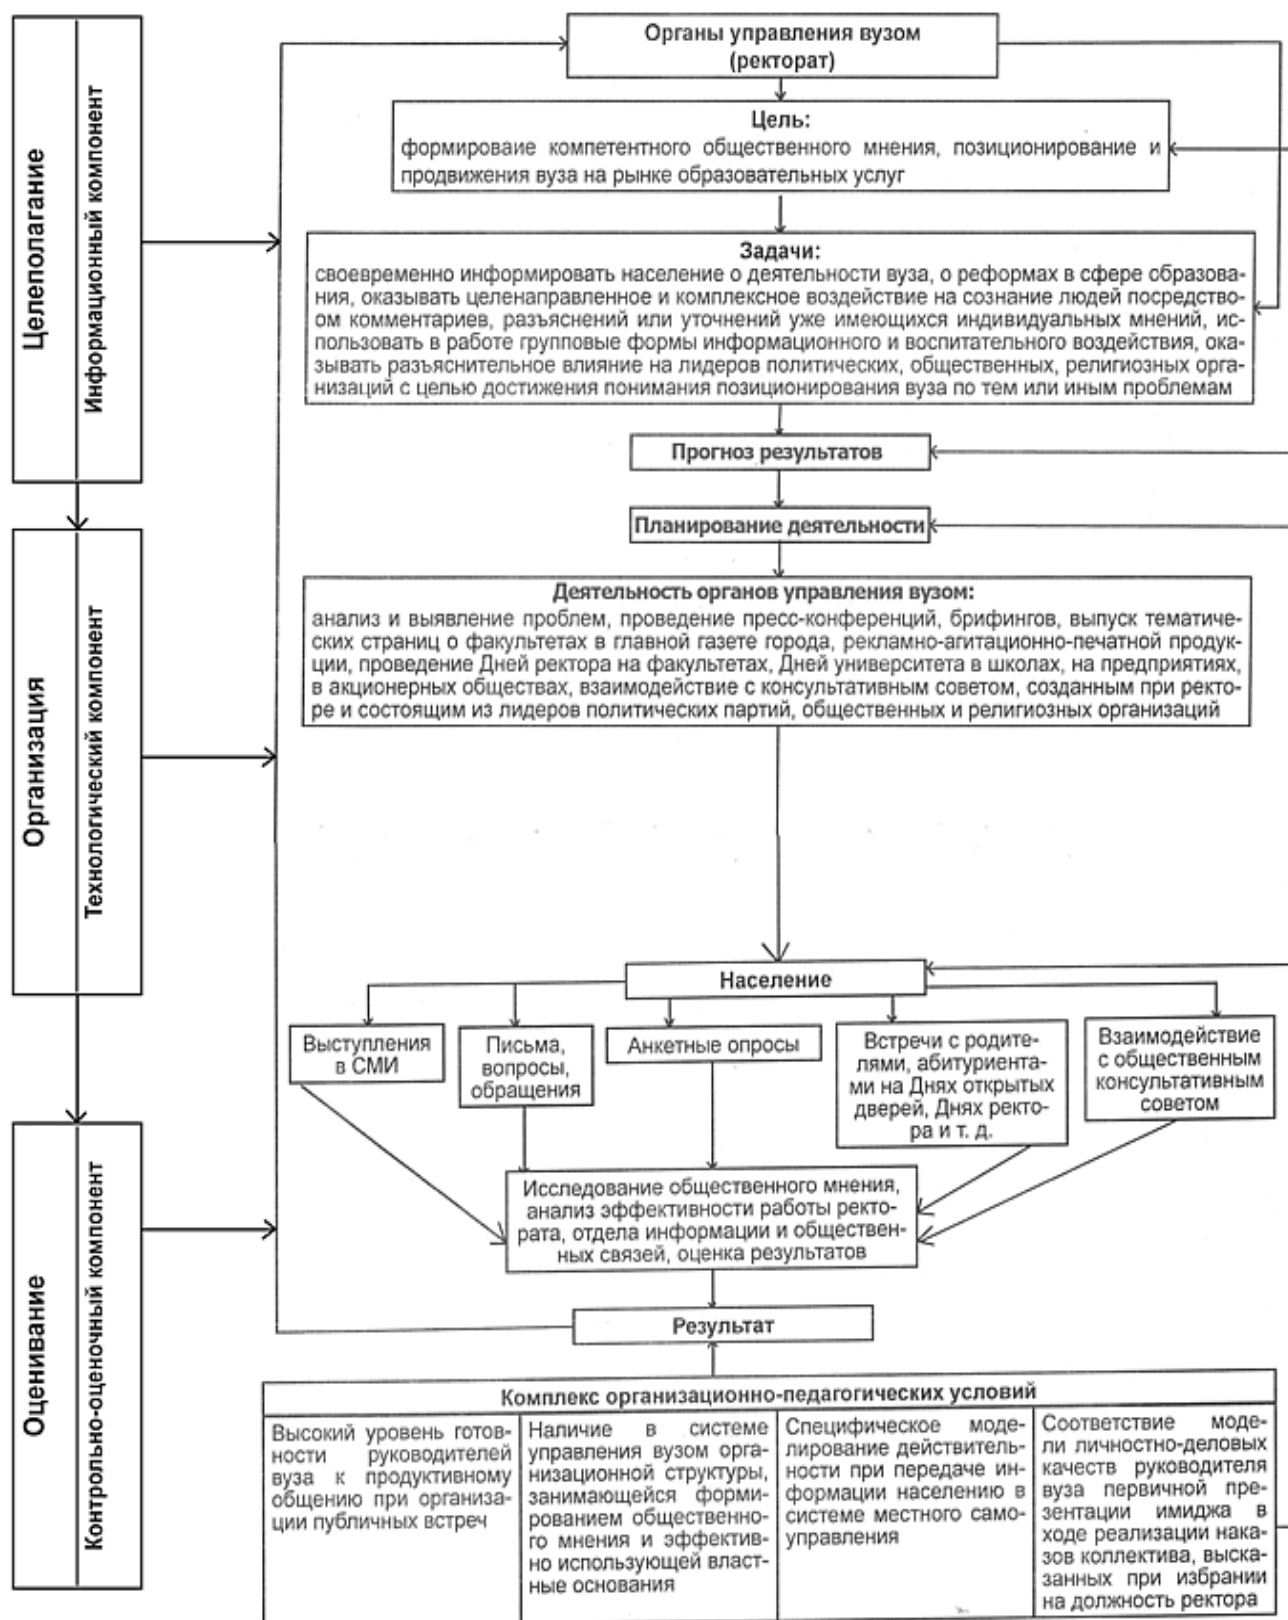 Целеполагание
Информационный компонент
Организация
Технологический компонент
Оценивание
Контрольно-оценочный компонент
Органы управления вузом
(ректорат)
Цель:
формироваие компетентного общественного мнения, позиционирование и
продвижения вуза на рынке образовательных услуг
Задачи:
своевременно информировать население о деятельности вуза, о реформах в сфере образова-
ния, оказывать целенаправленное и комплексное воздействие на сознание людей посредство-
ом комментариев, разъяснений или уточнений уже имеющихся индивидуальных мнений, ис-
пользовать в работе групповые формы информационного и воспитательного воздействия, ока-
зывать разъяснительное влияние на лидеров политических, общественных, религиозных орга-
низаций с целью достижения понимания позиционирования вуза по тем или иным проблемам
Прогноз результатов
Планирование деятельности
Деятельность органов управления вузом:
анализ и выявление проблем, проведение пресс-конференций, брифингов, выпуск тематиче-
ских страниц о факультетах в главной газете города, рекламно-агитационно-печатной продук-
ции, проведение Дней ректора на факультетах, Дней университета в школах, на предприятиях,
в акционерных обществах, взаимодействие с консультативным советом, созданным при ректо-
ре и состоящим из лидеров политических партий, общественных и религиозных организаций
Население
Выступления
в СМИ
Письма,
вопросы,
обращения
Анкетные опросы
Встречи с родите-
лями, абитуриента-
ми на Днях открытых
дверей, Днях ректо-
ра и т. д.
Взаимодействие
с общественным
консультативным
советом
Исследование общественного мнения,
анализ эффективности работы ректо-
рата, отдела информации и обществен-
ных связей, оценка результатов
Результат
Комплекс организационно-педагогических условий
Высокий уровень готов-
ности руководителей
вуза к продуктивному
общению при организа-
ции публичных встреч
Наличие в системе
управления вузом орга-
низационной структуры,
занимающейся форми-
рованием общественно-
го мнения и эффектив-
но использующей власт-
ные основания
Специфическое моде-
лирование действитель-
ности при передаче ин-
формации населению в
системе местного само-
управления
Соответствие моде-
ли личностно-деловых
качеств руководителя
вуза первичной пре-
зентации имиджа в
ходе реализации нака-
зов коллектива, выска-
занных при избрании
на должность ректора